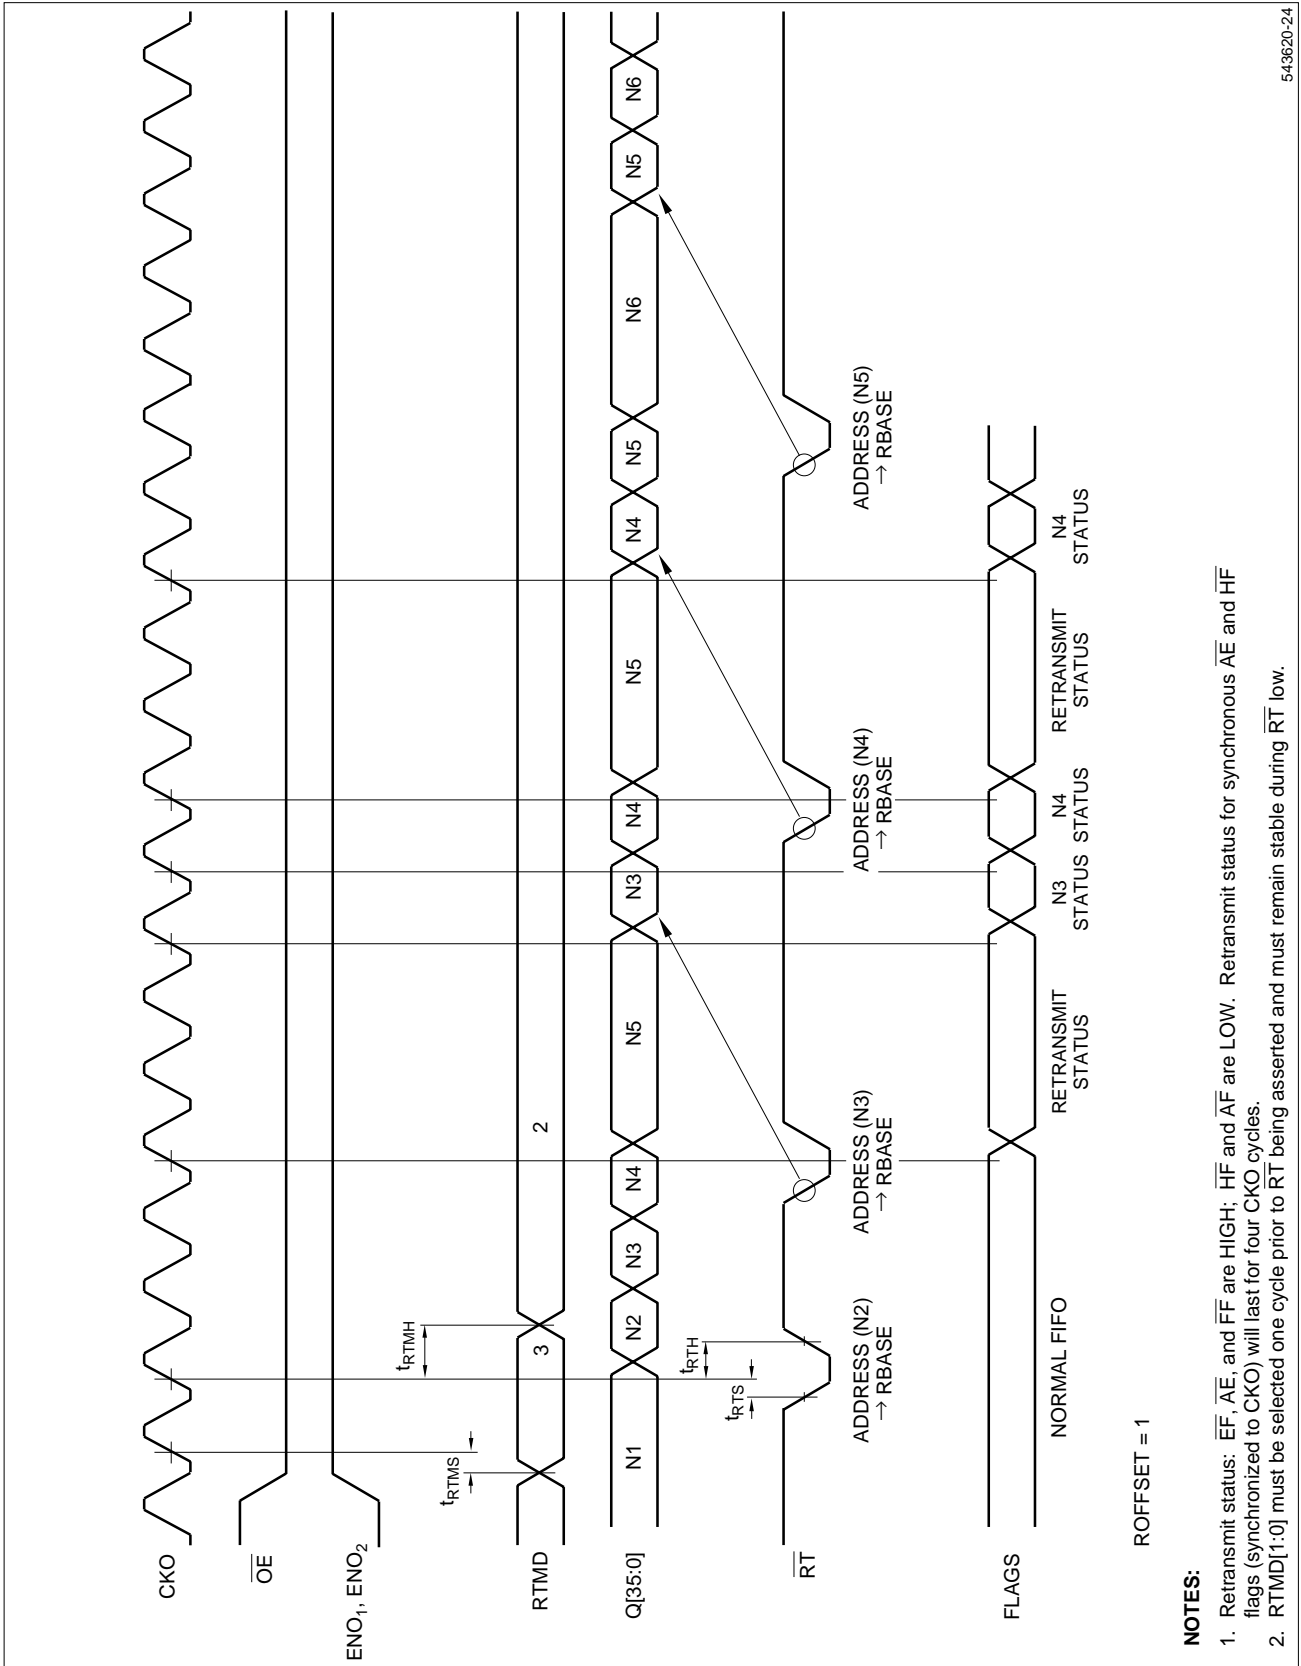 CKO
OE
ENO1, ENO2
RTMD
tRTMS
tRTMH
3
2
Q[35:0]
N1
N2
N3
N4
N5
N3
N4
N5
N4
N5
N6
N5
N6
RT
tRTS
tRTH
ADDRESS (N2)
→ RBASE
ADDRESS (N3)
→ RBASE
ADDRESS (N4)
→ RBASE
ADDRESS (N5)
→ RBASE
FLAGS
NORMAL FIFO
RETRANSMIT
STATUS
N3
STATUS
N4
STATUS
RETRANSMIT
STATUS
N4
STATUS
ROFFSET = 1
NOTES:
1. Retransmit status: EF, AE, and FF are HIGH; HF and AF are LOW. Retransmit status for synchronous AE and HF
flags (synchronized to CKO) will last for four CKO cycles.
2. RTMD[1:0] must be selected one cycle prior to RT being asserted and must remain stable during RT low.
543620-24